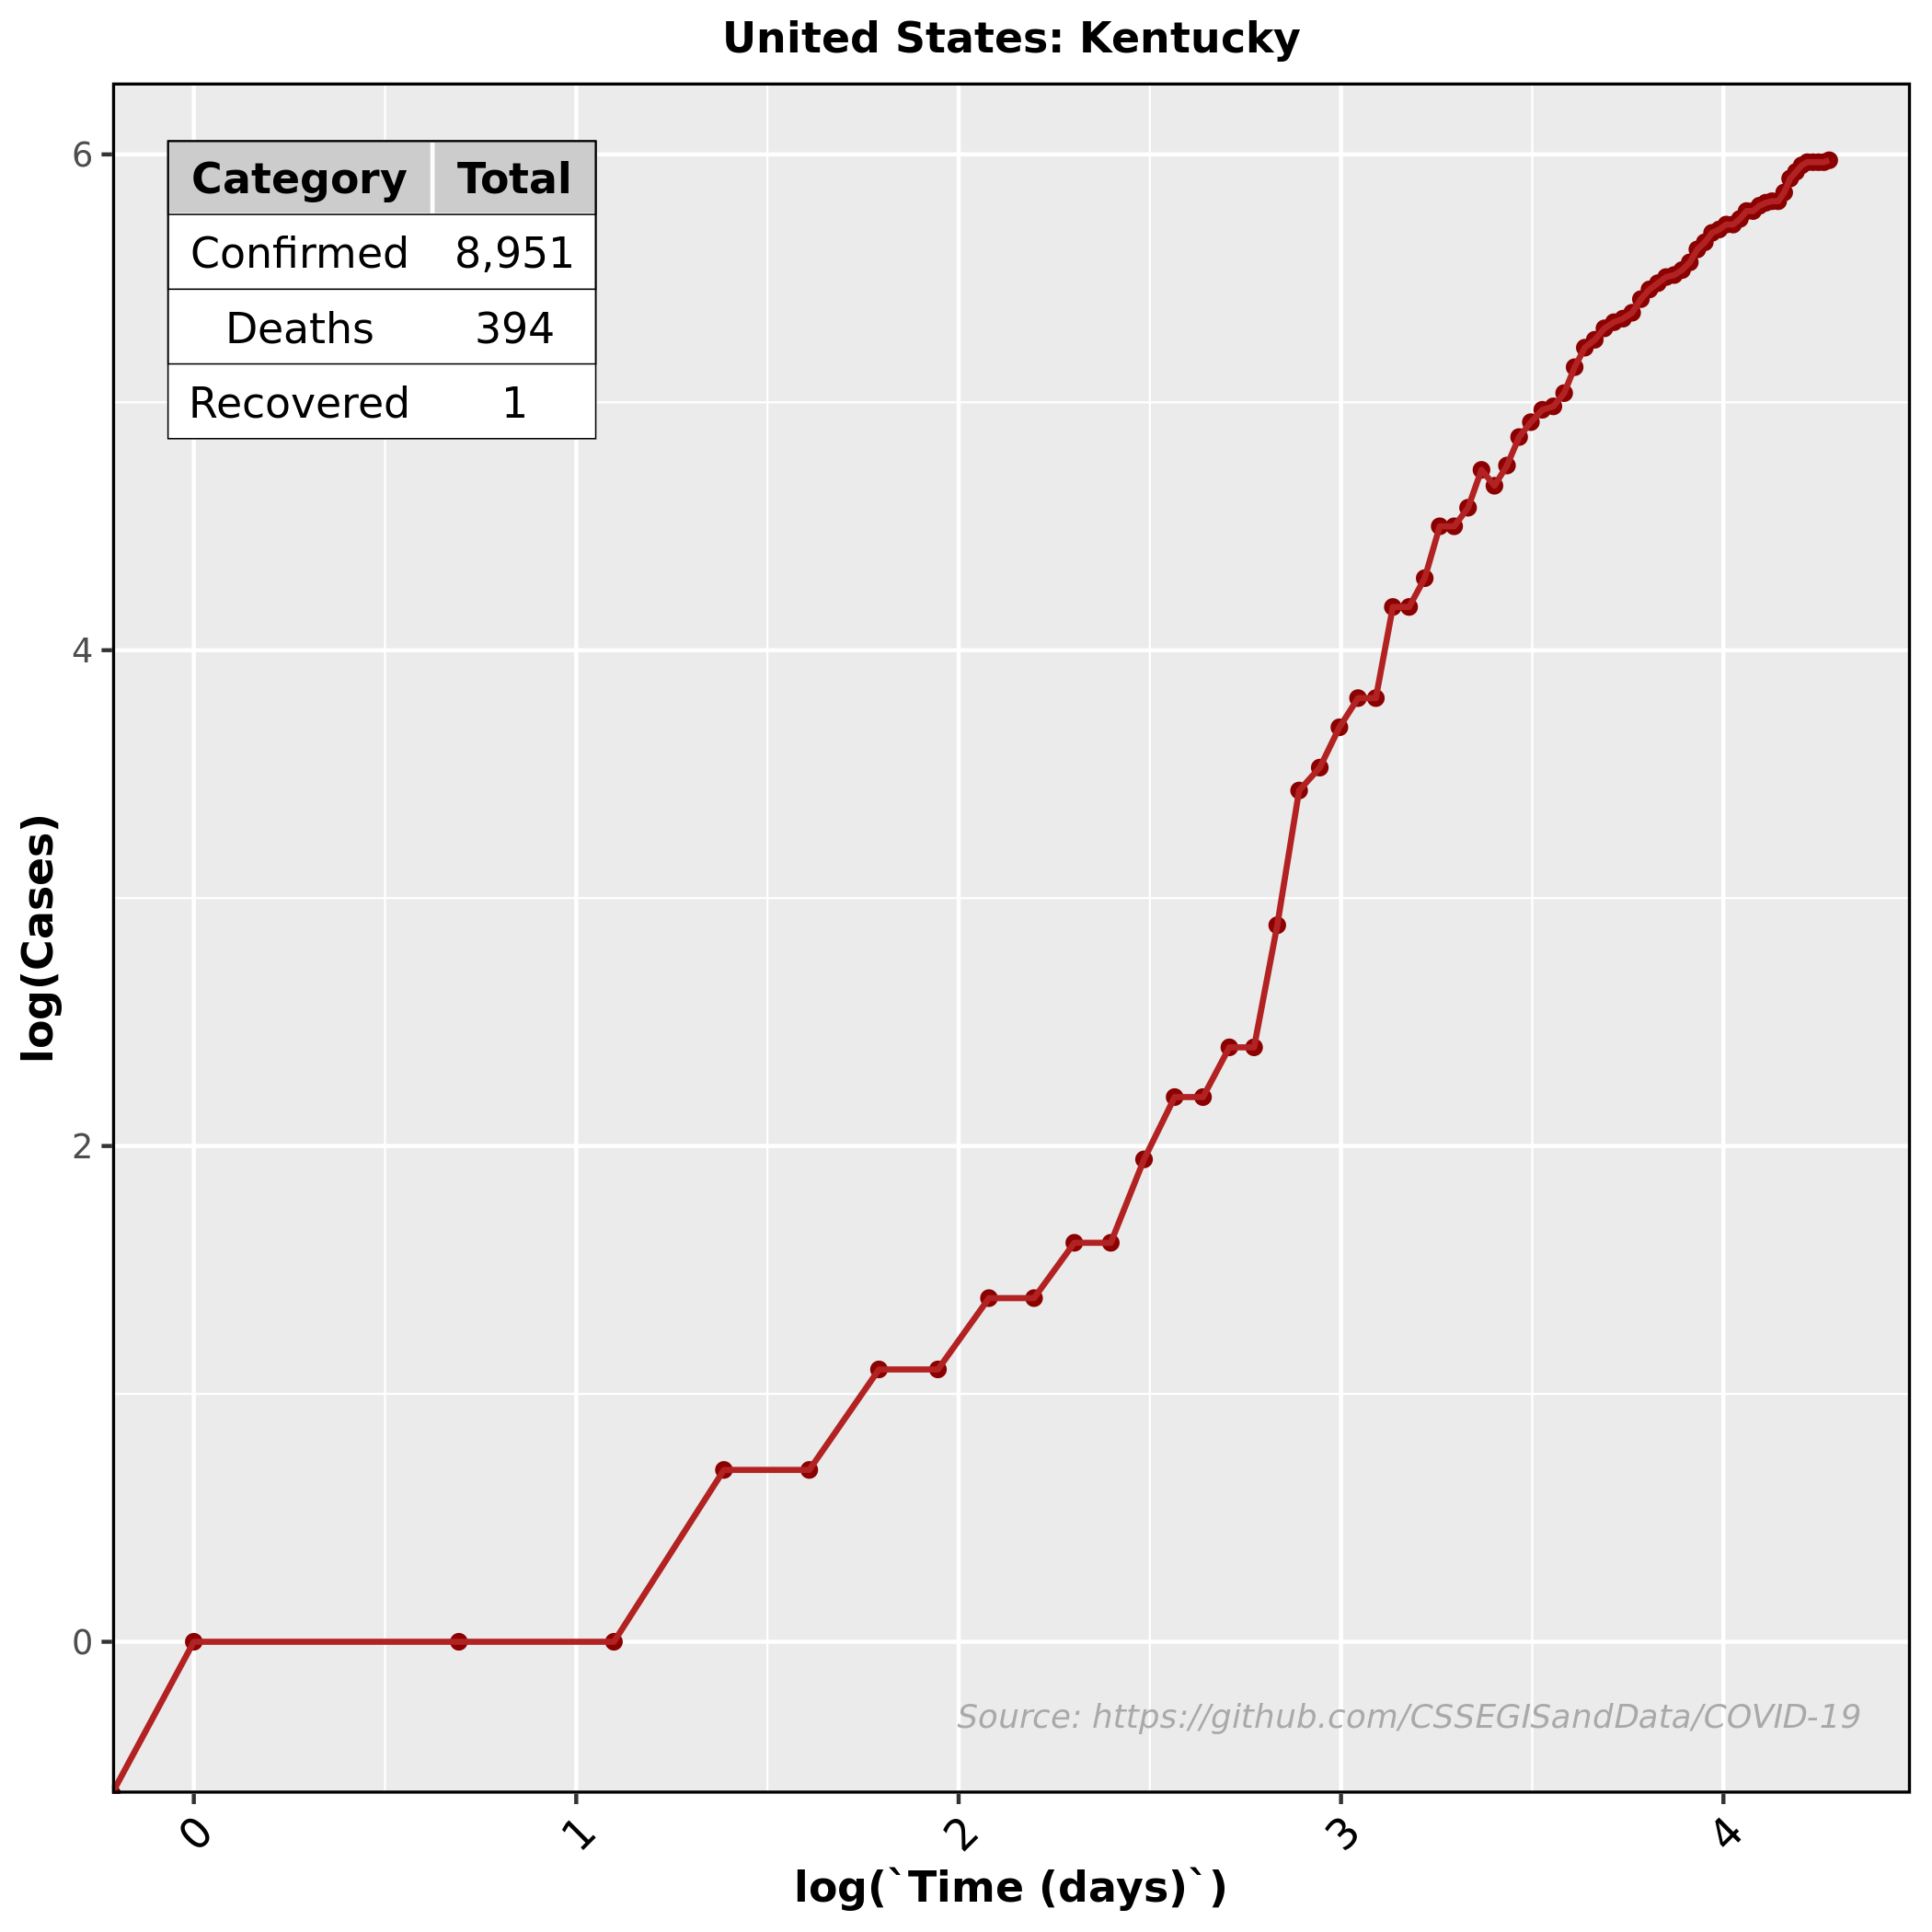 United States: Kentucky
6
4
2
0
Category Total
Confirmed 8,951
Deaths 394
Recovered 1
log(Cases)
Source: https://github.com/CSSEGISandData/COVID-19
0 1 2 3 4
log(`Time (days)`)